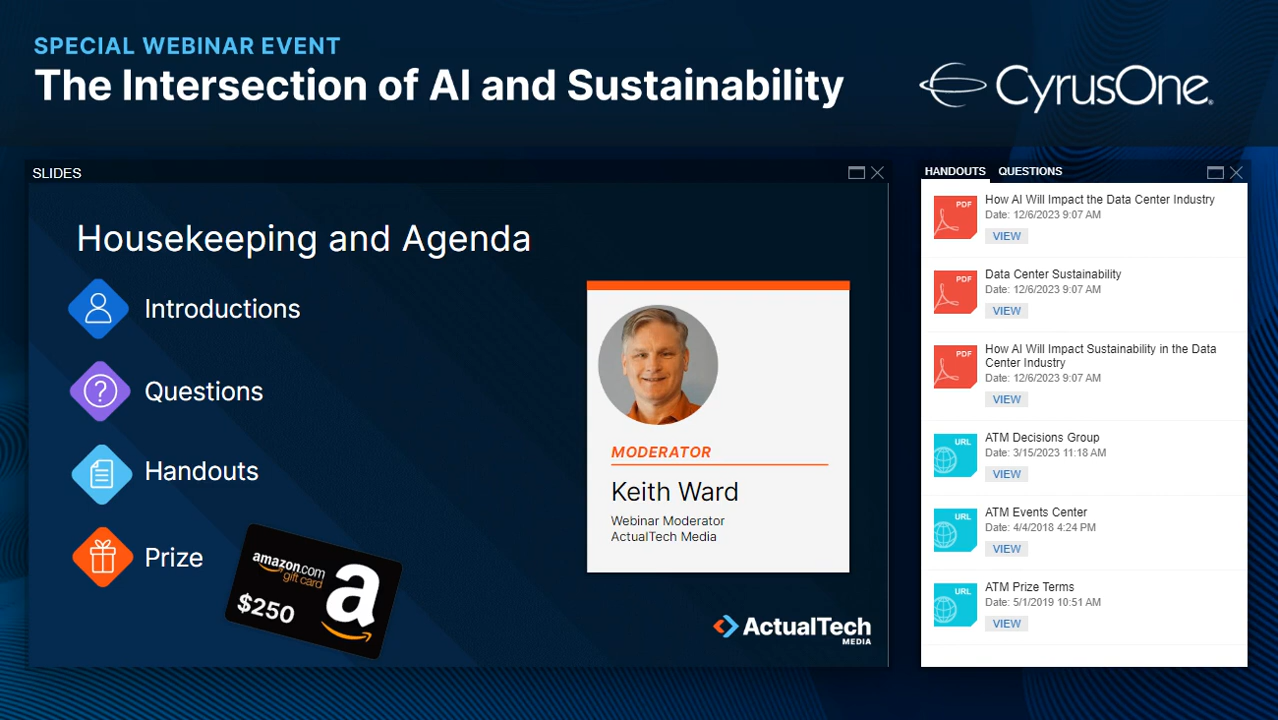 SPECIAL WEBINAR EVENT
The Intersection of AI and Sustainability
CyrusOne.
SLIDES
Housekeeping and Agenda
Introductions
Questions
Handouts
Prize
amazon.com
gift card
$250
a
MODERATOR
Keith Ward
Webinar Moderator
ActualTech Media
ActualTech
MEDIA
HANDOUTS QUESTIONS
PDF
How AI Will Impact the Data Center Industry
Date: 12/6/2023 9:07 AM
VIEW
PDF
Data Center Sustainability
Date: 12/6/2023 9:07 AM
VIEW
PDF
How AI Will Impact Sustainability in the Data
Center Industry
Date: 12/6/2023 9:07 AM
VIEW
URL
ATM Decisions Group
Date: 3/15/2023 11:18 AM
VIEW
URL
ATM Events Center
Date: 4/4/2018 4:24 PM
VIEW
URL
ATM Prize Terms
Date: 5/1/2019 10:51 AM
VIEW